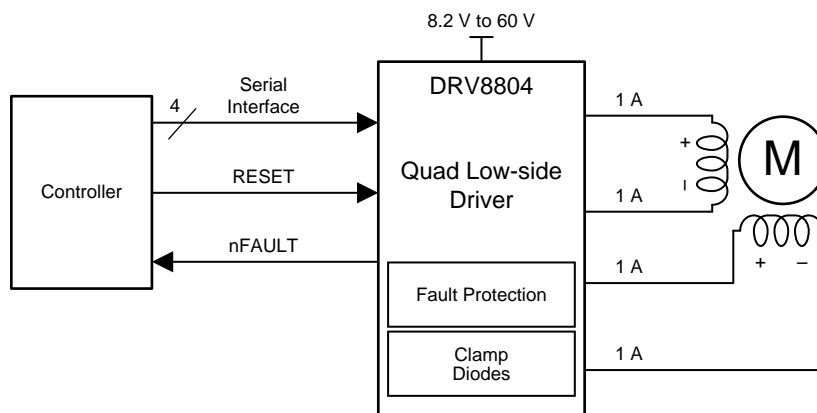 8.2 V to 60 V
DRV8804
Serial
Interface
4
1 A
+
–
M
Controller
RESET
Quad Low-side
Driver
1 A
nFAULT
1 A
+ –
Fault Protection
Clamp
Diodes
1 A